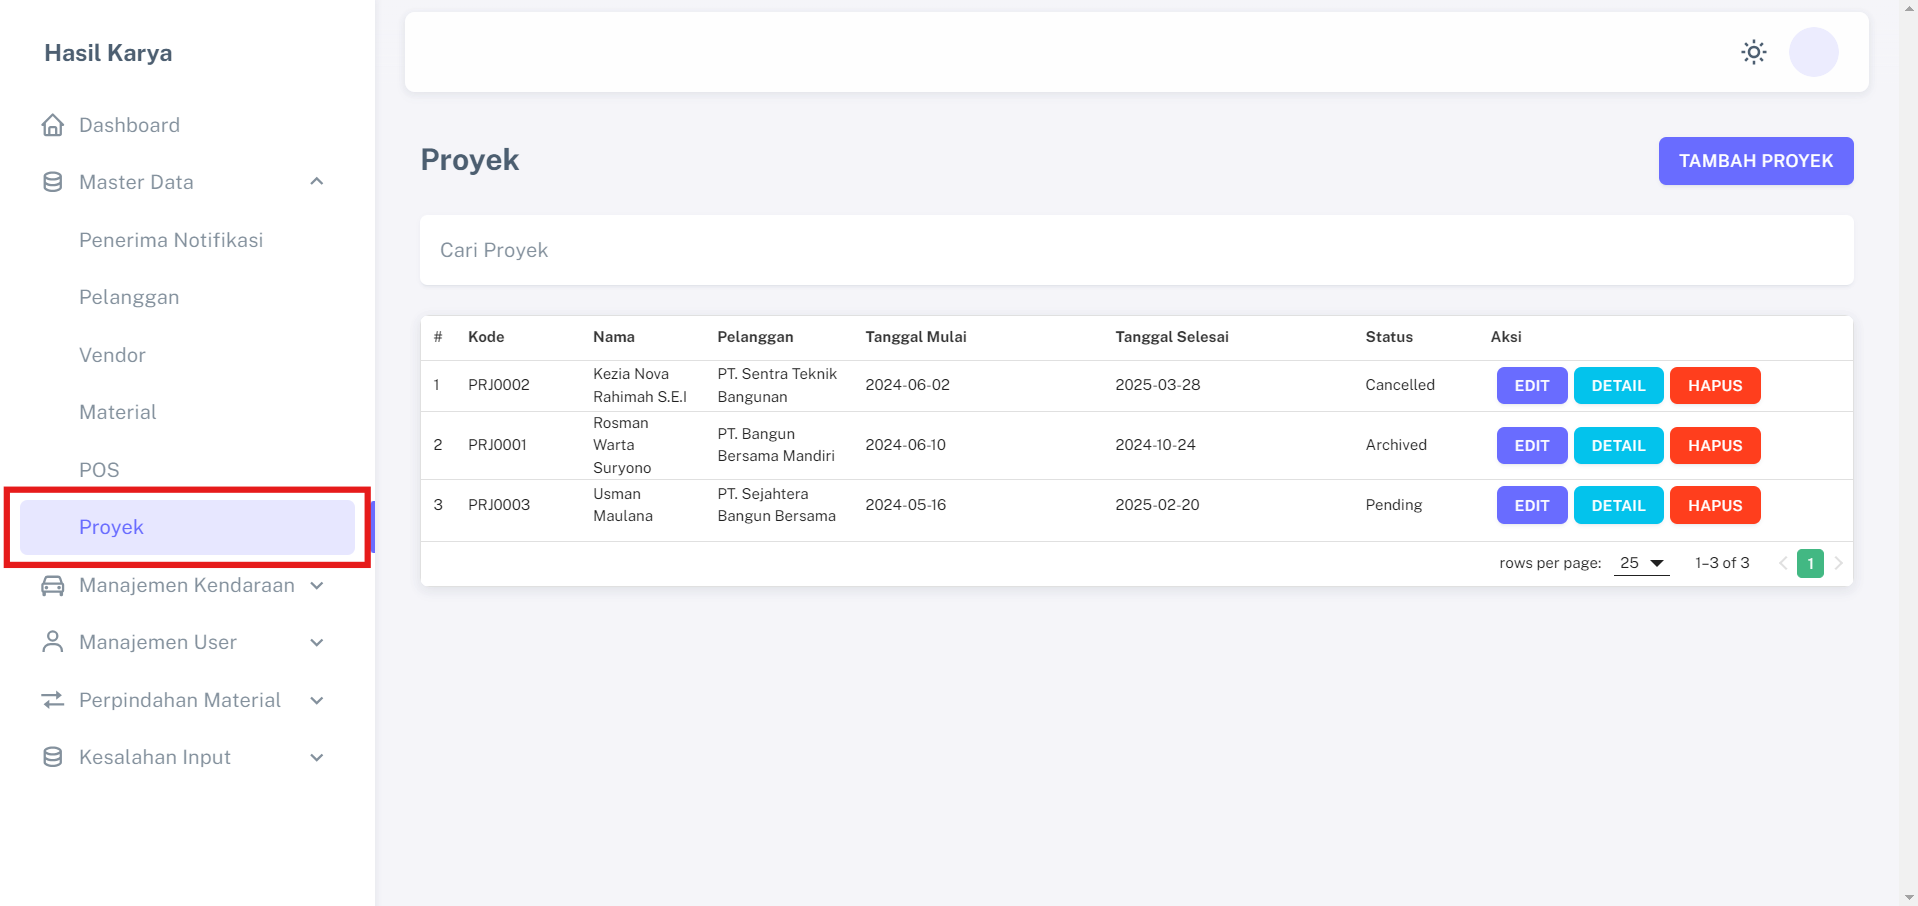 Hasil Karya
Dashboard
Master Data
Penerima Notifikasi
Pelanggan
Vendor
Material
POS
Proyek
Manajemen Kendaraan
Manajemen User
Perpindahan Material
Kesalahan Input
Proyek
TAMBAH PROYEK
Cari Proyek
# Kode Nama Pelanggan Tanggal Mulai Tanggal Selesai Status Aksi
1 PRJ0002 Kezia Nova Rahimah S.E.I PT. Sentra Teknik Bangunan 2024-06-02 2025-03-28 Cancelled EDIT DETAIL HAPUS
2 PRJ0001 Rosman Warta Suryono PT. Bangun Bersama Mandiri 2024-06-10 2024-10-24 Archived EDIT DETAIL HAPUS
3 PRJ0003 Usman Maulana PT. Sejahtera Bangun Bersama 2024-05-16 2025-02-20 Pending EDIT DETAIL HAPUS
rows per page: 25 1–3 of 3 1